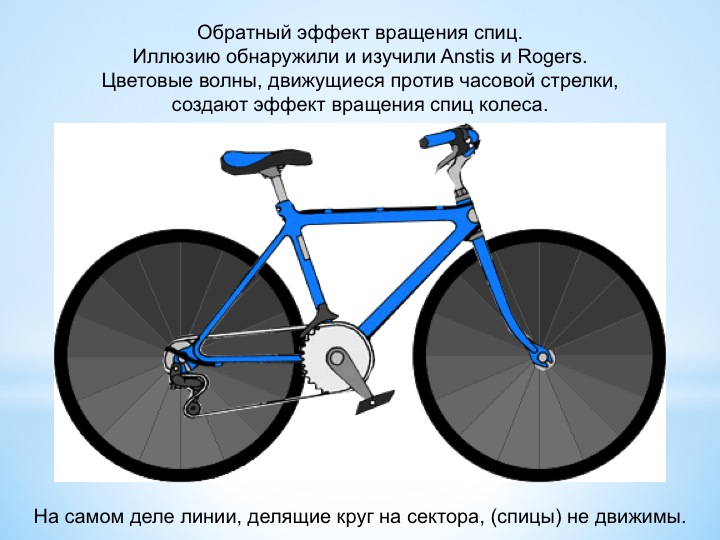 Обратный эффект вращения спиц.
Иллюзию обнаружили и изучили Anstis и Rogers.
Цветовые волны, движущиеся против часовой стрелки,
создают эффект вращения спиц колеса.
На самом деле линии, делящие круг на сектора, (спицы) не движимы.